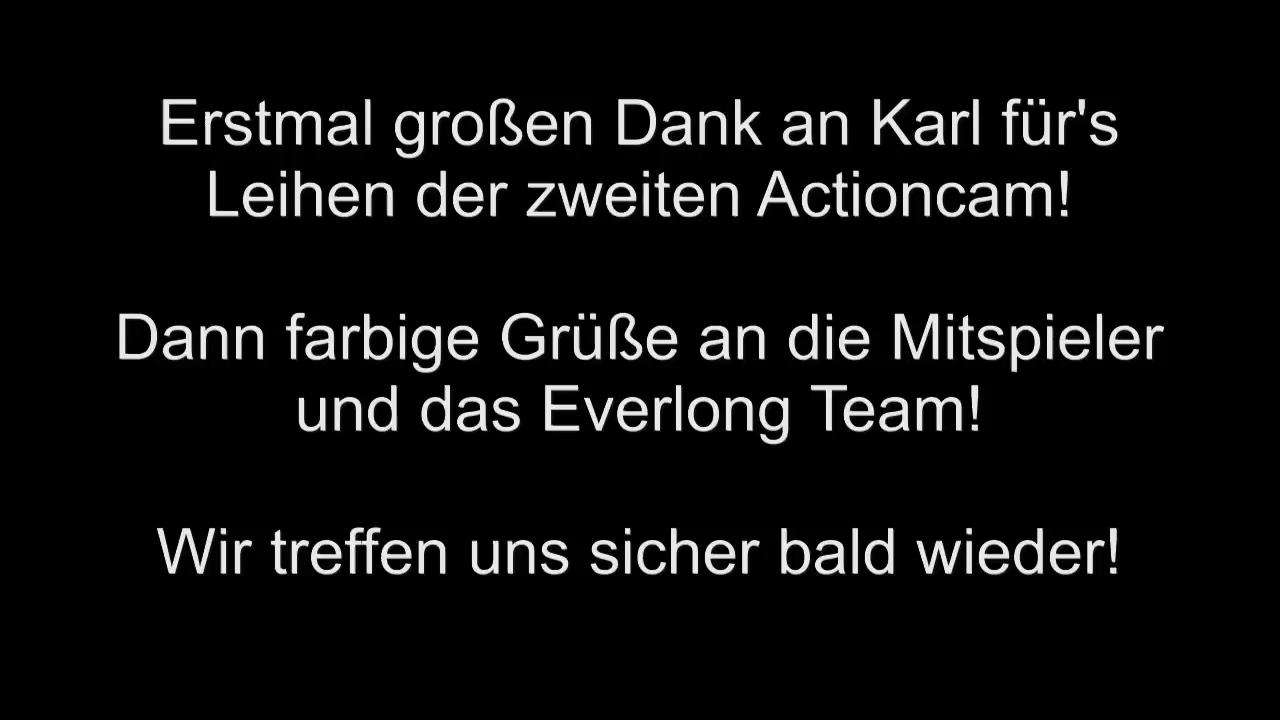 Erstmal großen Dank an Karl für's
Leihen der zweiten Actioncam!
Dann farbige Grüße an die Mitspieler
und das Everlong Team!
Wir treffen uns sicher bald wieder!